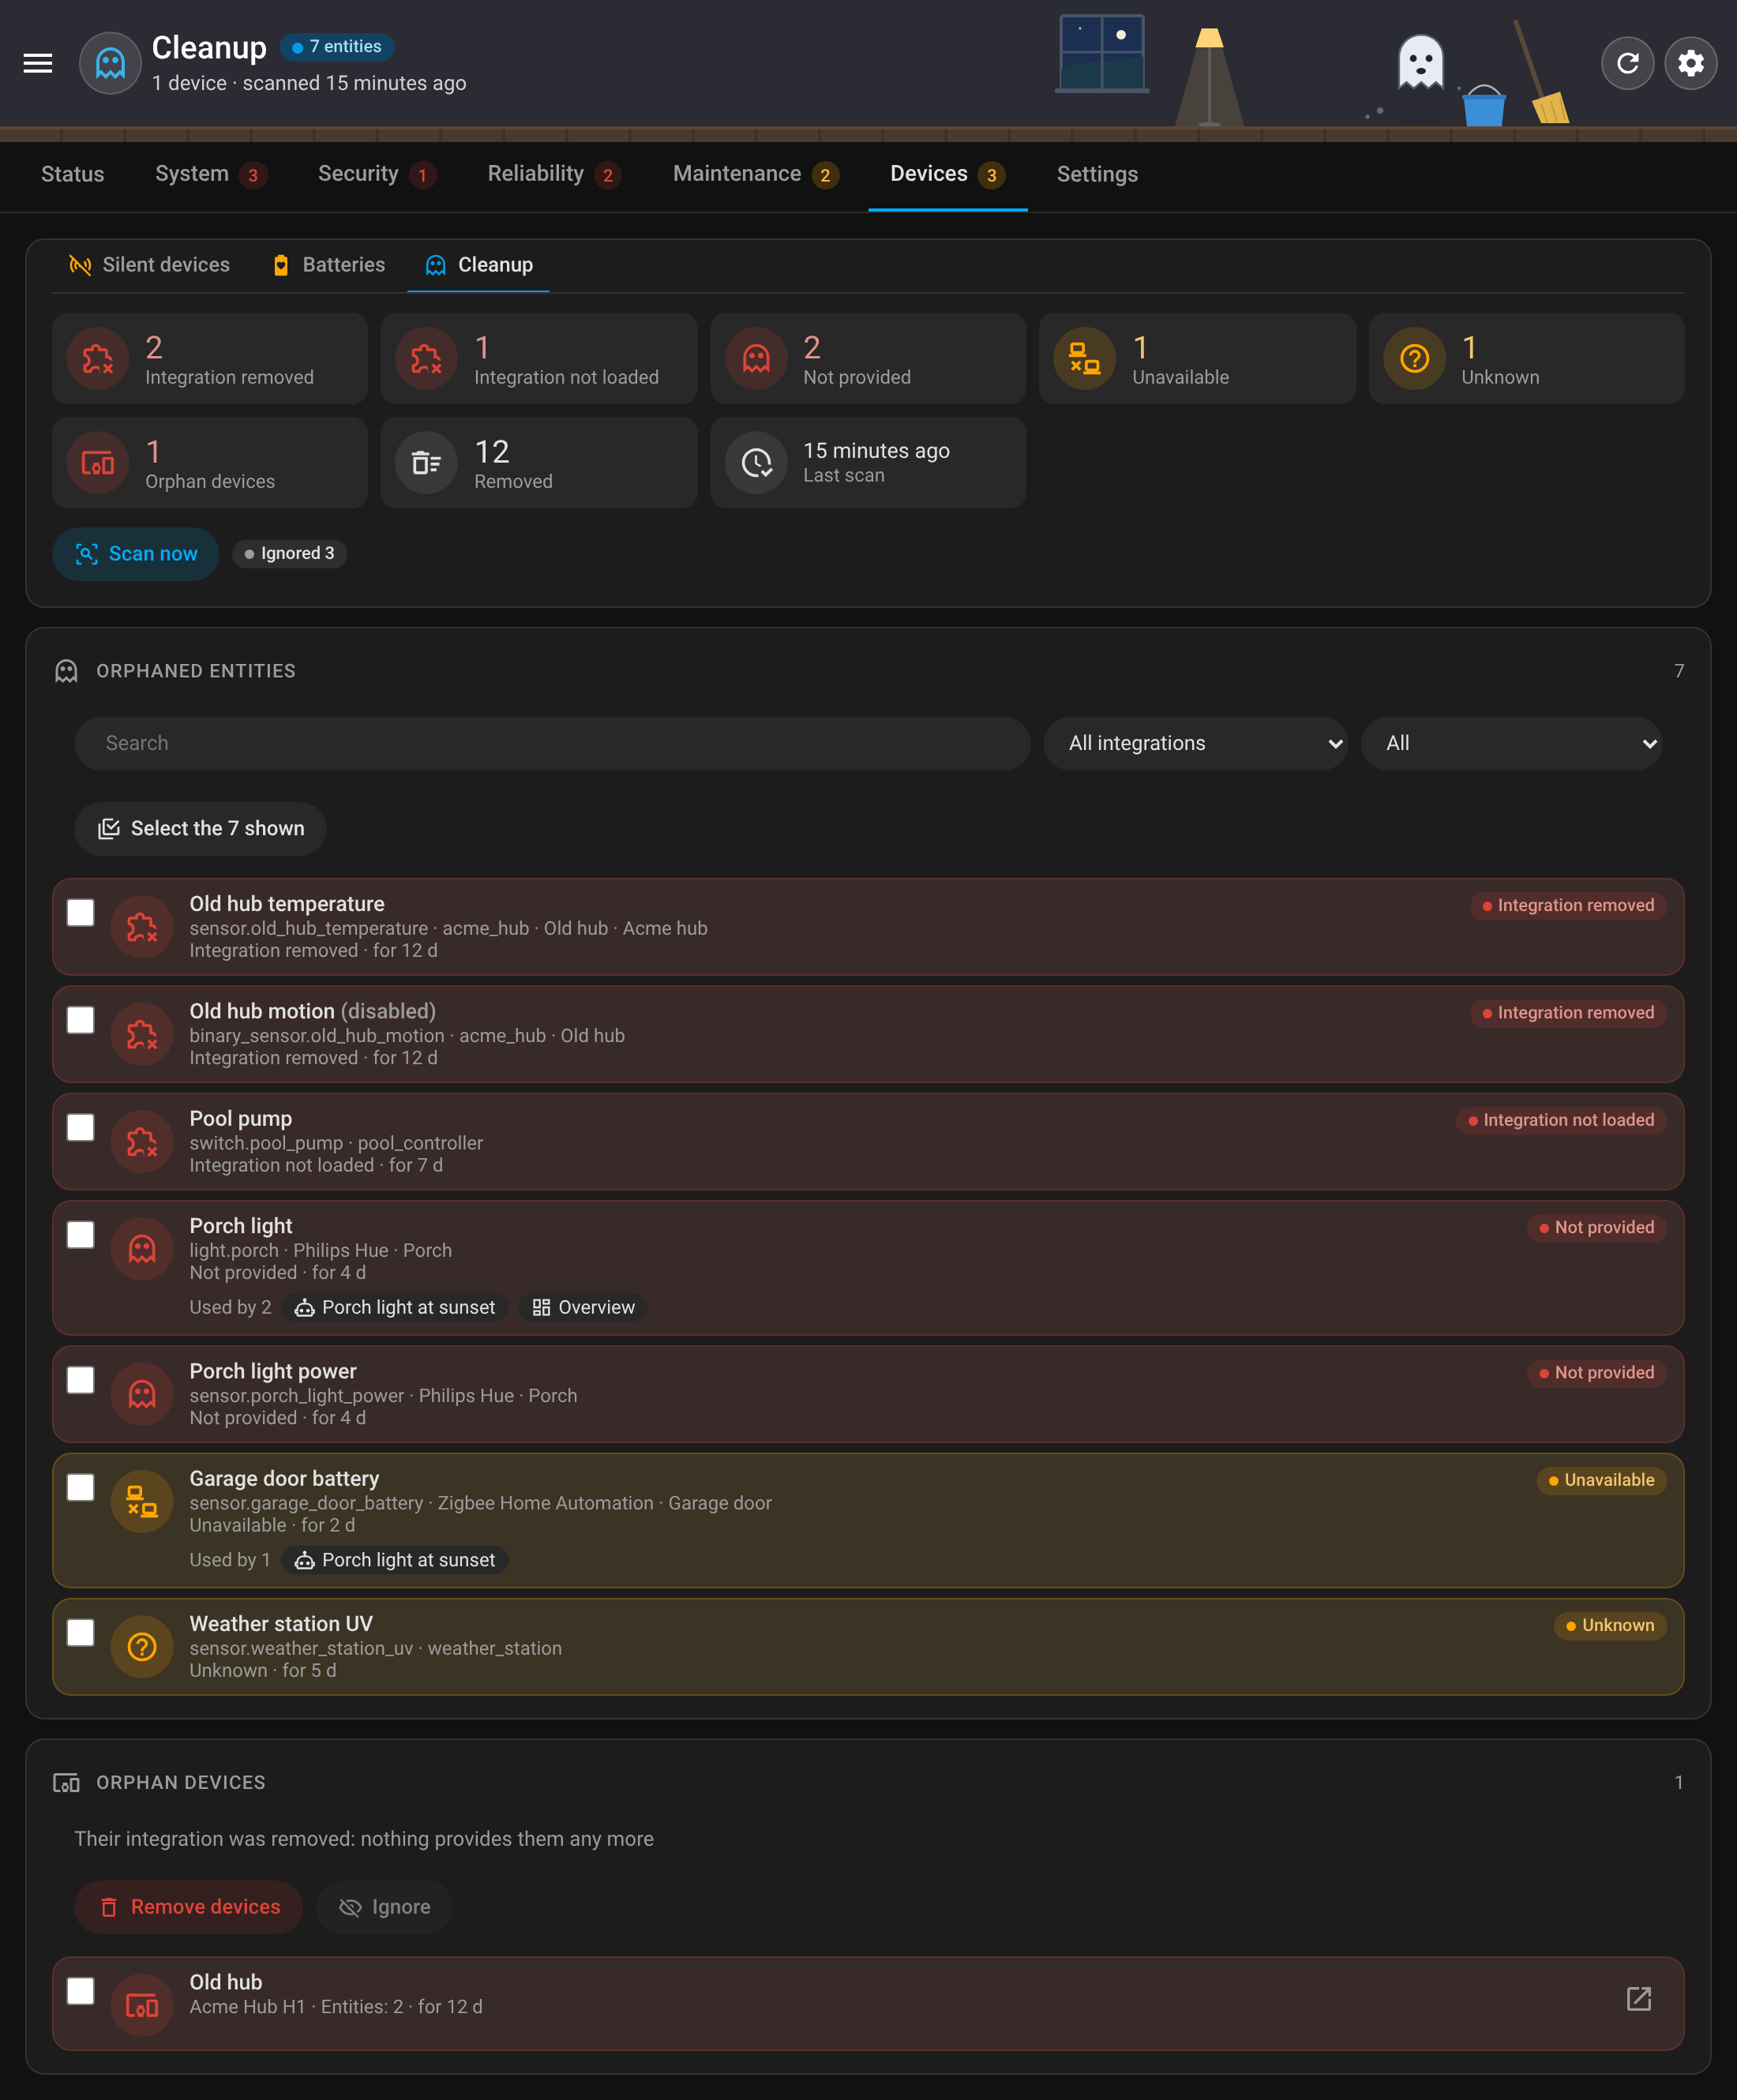 Cleanup
7 entities
1 device · scanned 15 minutes ago
Status
System 3
Security 1
Reliability 2
Maintenance 2
Devices 3
Settings
Silent devices
Batteries
Cleanup
2
Integration removed
1
Integration not loaded
2
Not provided
1
Unavailable
1
Unknown
1
Orphan devices
12
Removed
15 minutes ago
Last scan
Scan now
Ignored 3
ORPHANED ENTITIES
7
Search
All integrations
All
Select the 7 shown
Old hub temperature
Integration removed
sensor.old_hub_temperature · acme_hub · Old hub · Acme hub
Integration removed · for 12 d
Old hub motion (disabled)
Integration removed
binary_sensor.old_hub_motion · acme_hub · Old hub
Integration removed · for 12 d
Pool pump
Integration not loaded
switch.pool_pump · pool_controller
Integration not loaded · for 7 d
Porch light
Not provided
light.porch · Philips Hue · Porch
Not provided · for 4 d
Used by 2 Porch light at sunset Overview
Porch light power
Not provided
sensor.porch_light_power · Philips Hue · Porch
Not provided · for 4 d
Garage door battery
Unavailable
sensor.garage_door_battery · Zigbee Home Automation · Garage door
Unavailable · for 2 d
Used by 1 Porch light at sunset
Weather station UV
Unknown
sensor.weather_station_uv · weather_station
Unknown · for 5 d
ORPHAN DEVICES
1
Their integration was removed: nothing provides them any more
Remove devices
Ignore
Old hub
Acme Hub H1 · Entities: 2 · for 12 d